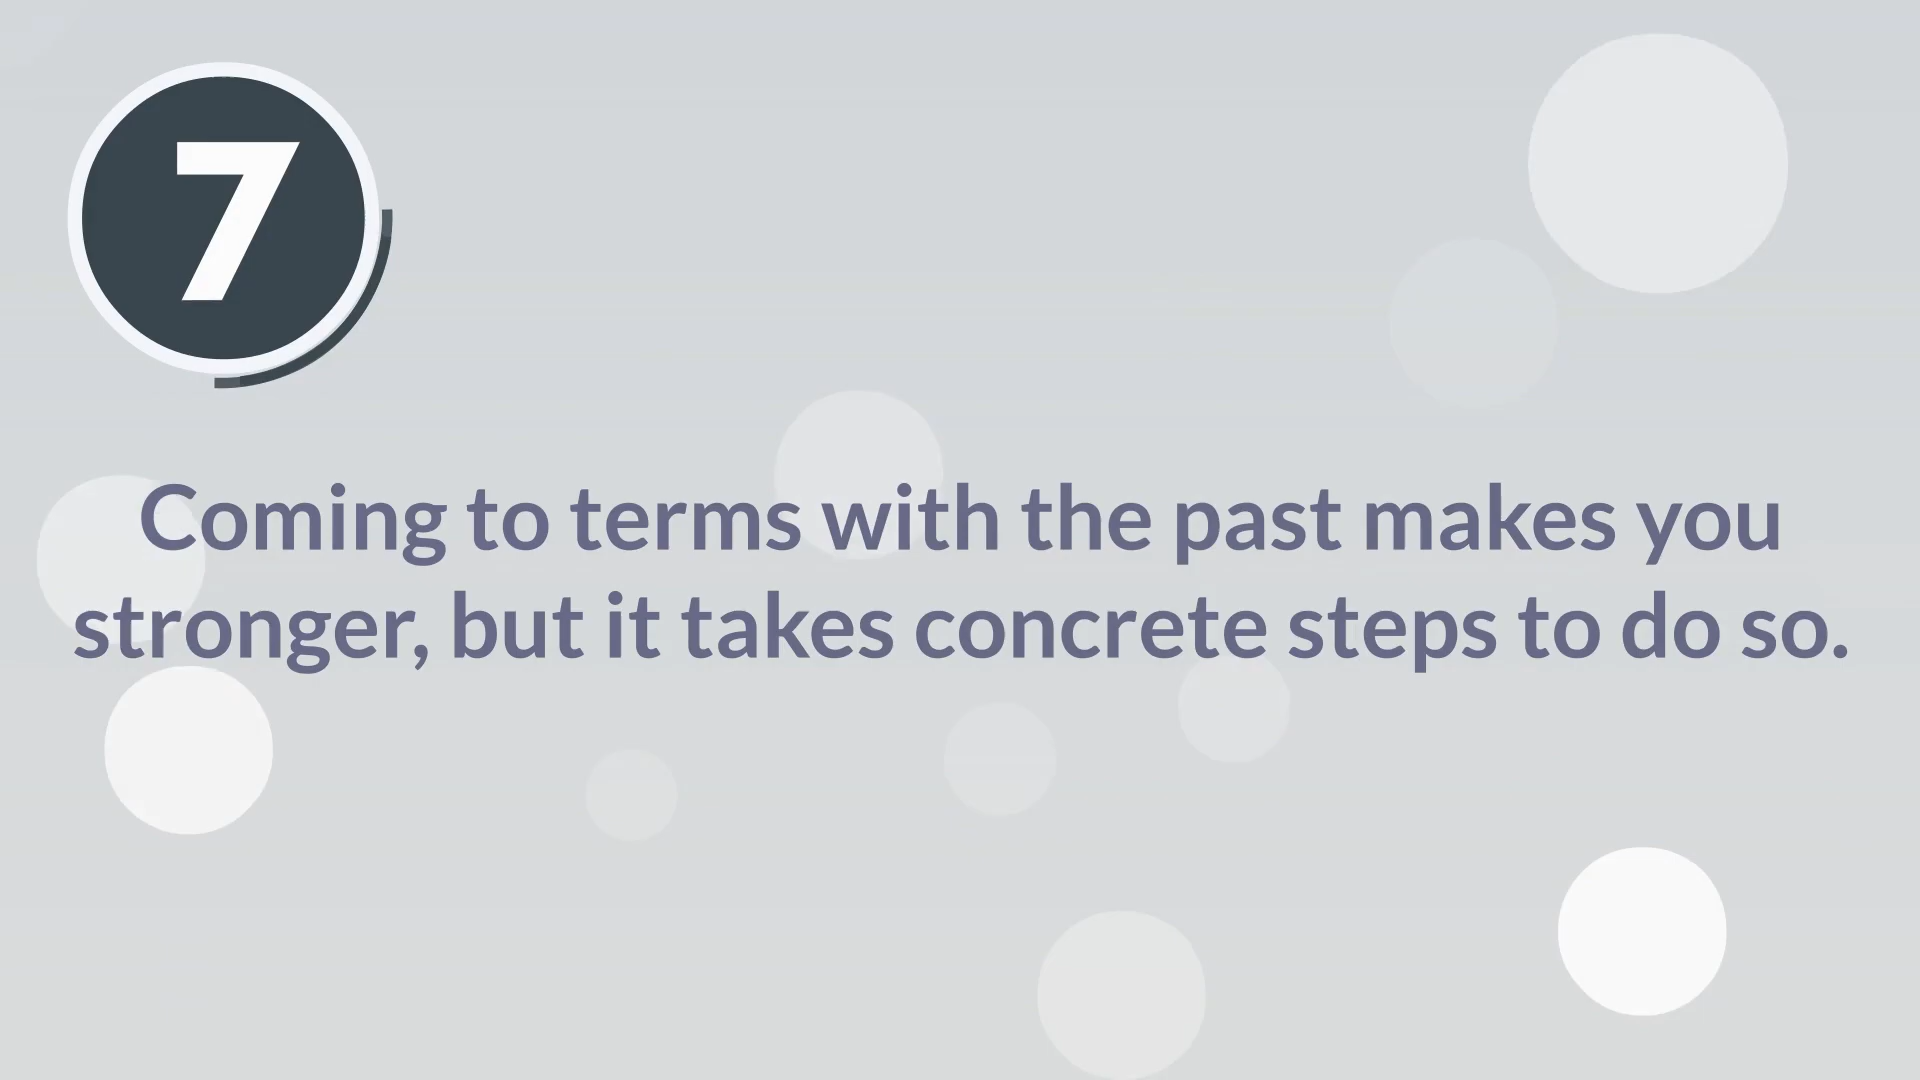 7
Coming to terms with the past makes you
stronger, but it takes concrete steps to do so.